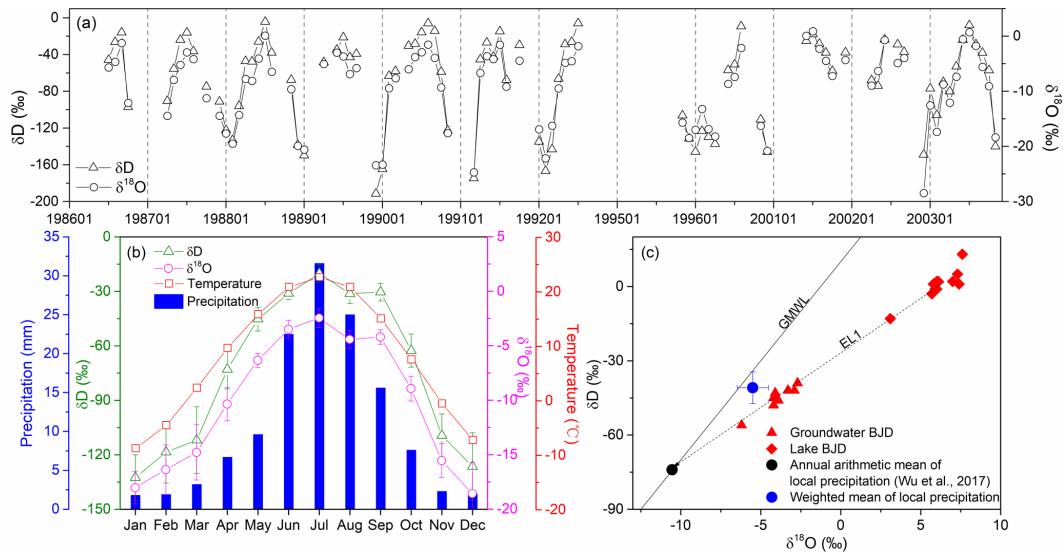 (a)
0
-40
-80
-120
-160
-200
δD (‰)
0
-10
-20
-30
δ18O (‰)
δD
δ18O
198601 198701 198801 198901 199001 199101 199201 199501 199601 200101 200201 200301
(b)
35
30
25
20
15
10
5
0
Precipitation (mm)
0
-30
-60
-90
-120
-150
δD (‰)
δD
δ18O
Temperature
Precipitation
5
0
-5
-10
-15
-20
δ18O (‰)
30
20
10
0
-10
-20
Temperature (℃)
Jan Feb Mar Apr May Jun Jul Aug Sep Oct Nov Dec
(c)
0
-30
-60
-90
δD (‰)
GMWL
EL1
Groundwater BJD
Lake BJD
Annual arithmetic mean of
local precipitation (Wu et al., 2017)
Weighted mean of local precipitation
-10 -5 0 5 10
δ18O (‰)